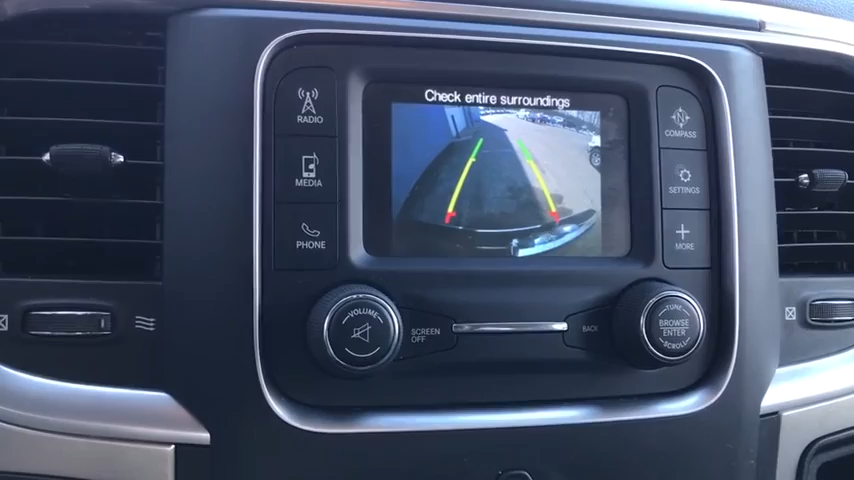 Check entire surroundings
RADIO
MEDIA
PHONE
COMPASS
SETTINGS
MORE
VOLUME
SCREEN
OFF
BACK
TUNE
BROWSE
ENTER
SCROLL